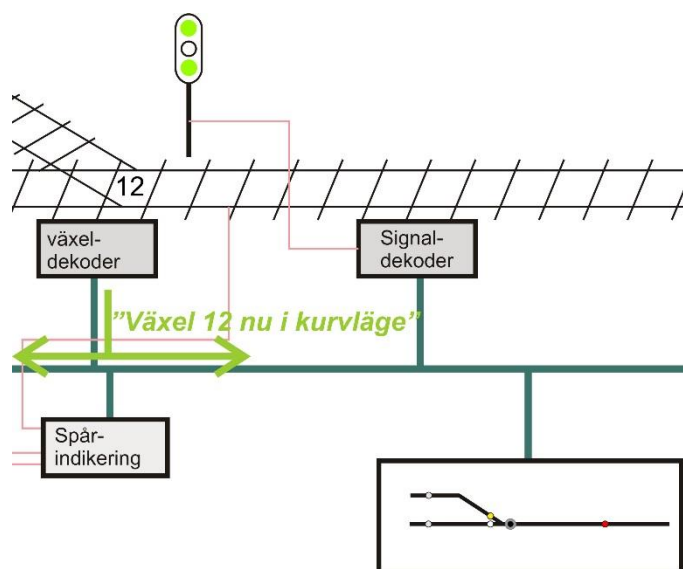 12
växel-
dekoder
Signal-
dekoder
”Växel 12 nu i kurvläge”
Spår-
indikering